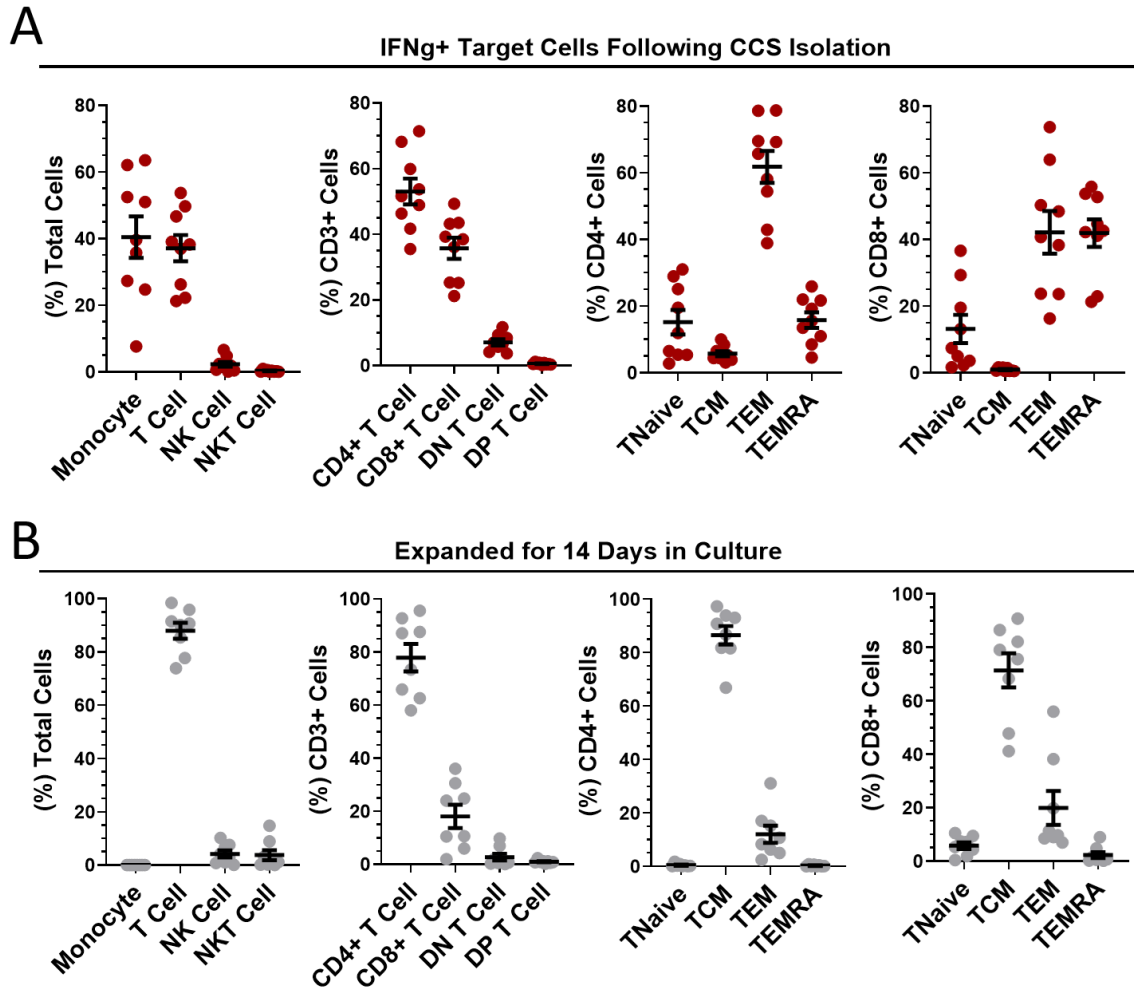 A
IFNg+ Target Cells Following CCS Isolation
(%) Total Cells
80
60
40
20
0
Monocyte
T Cell
NK Cell
NKT Cell
(%) CD3+ Cells
80
60
40
20
0
CD4+ T Cell
CD8+ T Cell
DN T Cell
DP T Cell
(%) CD4+ Cells
80
60
40
20
0
TNaive
TCM
TEM
TEMRA
(%) CD8+ Cells
80
60
40
20
0
TNaive
TCM
TEM
TEMRA
B
Expanded for 14 Days in Culture
(%) Total Cells
100
80
60
40
20
0
Monocyte
T Cell
NK Cell
NKT Cell
(%) CD3+ Cells
100
80
60
40
20
0
CD4+ T Cell
CD8+ T Cell
DN T Cell
DP T Cell
(%) CD4+ Cells
100
80
60
40
20
0
TNaive
TCM
TEM
TEMRA
(%) CD8+ Cells
100
80
60
40
20
0
TNaive
TCM
TEM
TEMRA